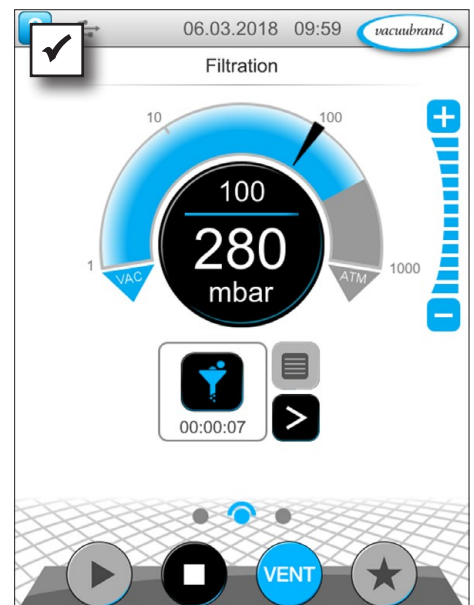 06.03.2018 09:59 vacuubrand
Filtration
10
100
1
1000
VAC
ATM
100
280
mbar
00:00:07
VENT